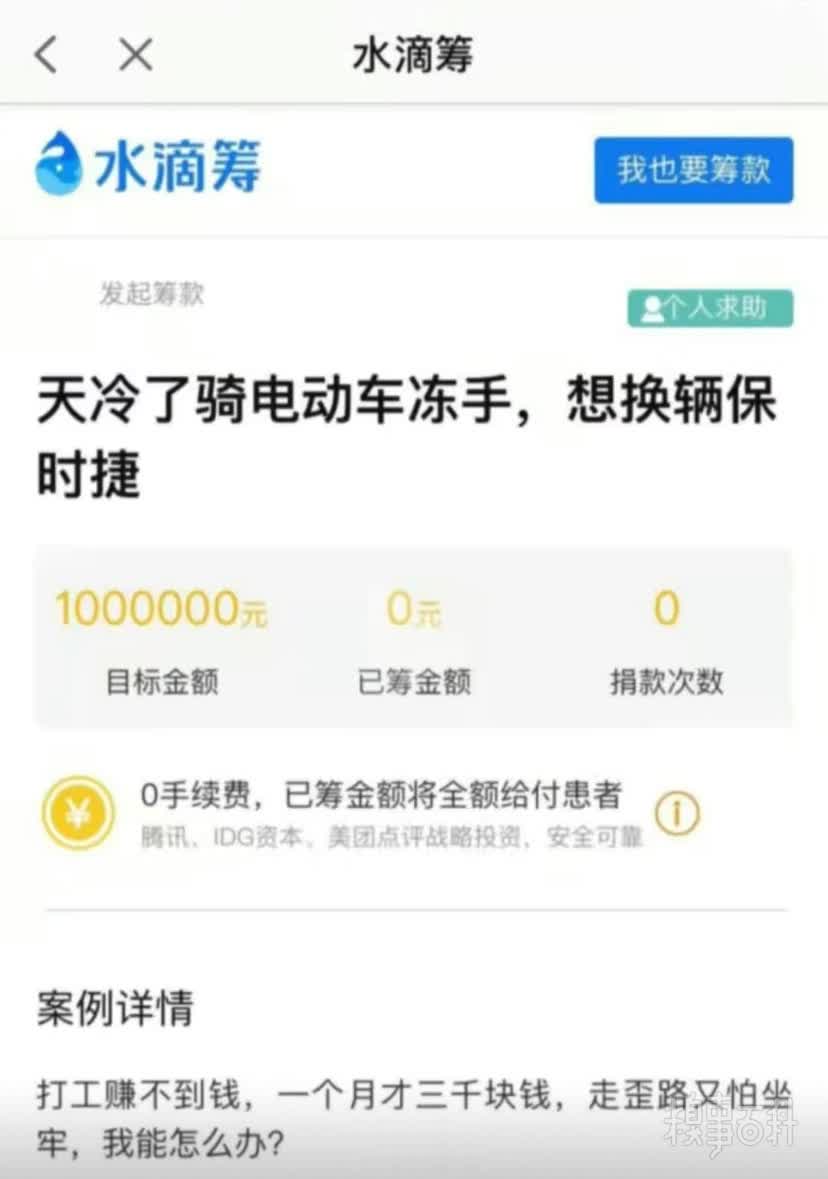 水滴筹
水滴筹
我也要筹款
发起筹款
个人求助
天冷了骑电动车冻手，想换辆保
时捷
1000000元 0元 0
目标金额 已筹金额 捐款次数
0手续费，已筹金额将全额给付患者
腾讯、IDG资本、美团点评战略投资，安全可靠
案例详情
打工赚不到钱，一个月才三千块钱，走歪路又怕坐
牢，我能怎么办?
糗事百科